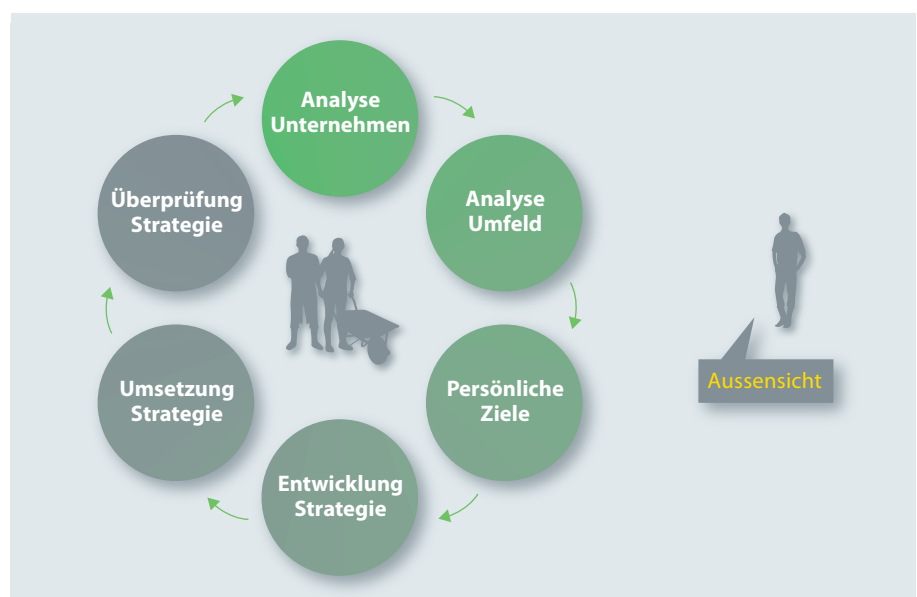 Analyse
Unternehmen
Analyse
Umfeld
Persönliche
Ziele
Entwicklung
Strategie
Umsetzung
Strategie
Überprüfung
Strategie
Aussensicht